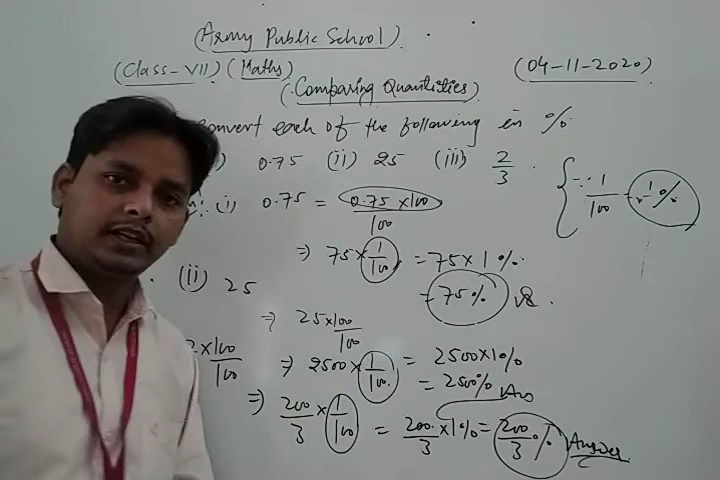 (Army Public School)
(Class-VII) (Maths) (04-11-2020)
(Comparing Quantities)
Convert each of the following in %
0.75 (ii) 25 (iii) 2/3
(i) 0.75 = 0.75 × 100/100 { ∵ 1/100 = 1%
⇒ 75 × 1/100 = 75 × 1%
= 75%
(ii) 25
⇒ 25×100/100
⇒ 2500 × 1/100 = 2500×1%
= 2500% Ans
2×100/100
⇒ 200/3 × 1/100 = 200/3 × 1% = 200/3 % Answer